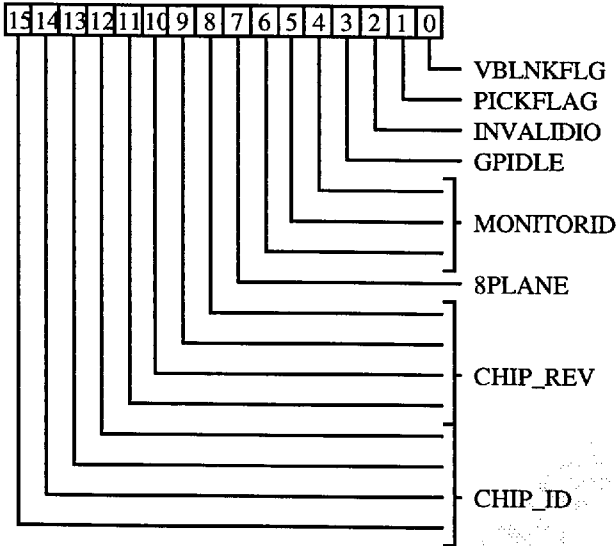 15 14 13 12 11 10 9 8 7 6 5 4 3 2 1 0
VBLNKFLG
PICKFLAG
INVALIDIO
GPIDLE
MONITORID
8PLANE
CHIP_REV
CHIP_ID